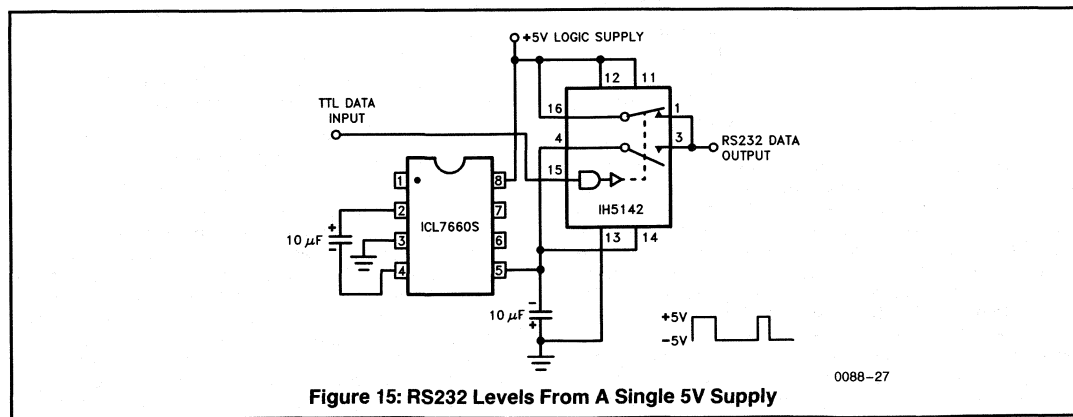 +5V LOGIC SUPPLY
12 11
TTL DATA
INPUT
16 1
4 3
RS232 DATA
OUTPUT
15
IH5142
1 8
2 7
ICL7660S
3 6
4 5
+
10 µF
-
13 14
-
10 µF
+
+5V
-5V
0088-27
Figure 15: RS232 Levels From A Single 5V Supply